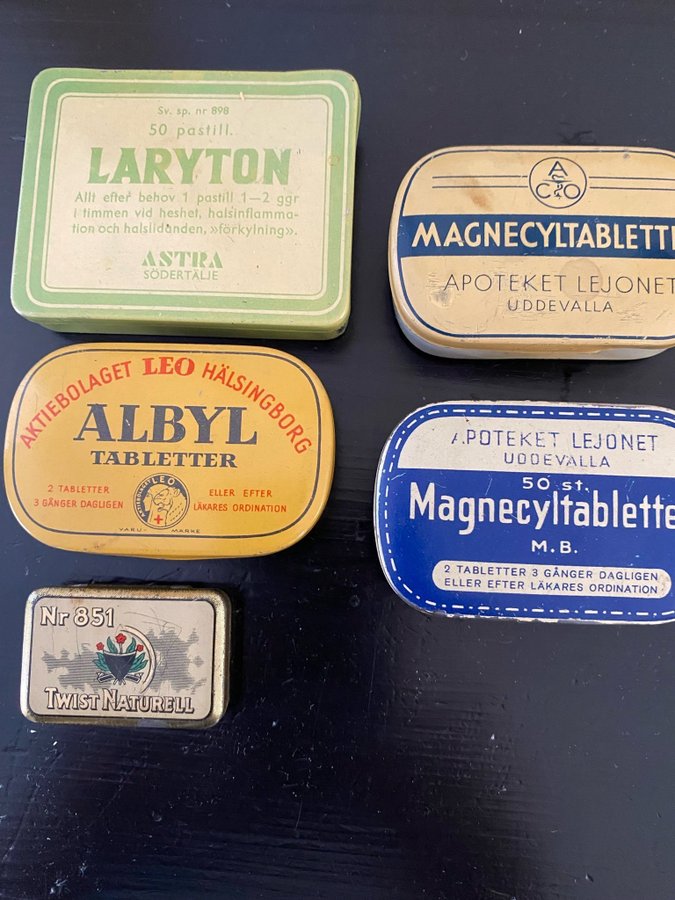 Sv. sp. nr 898
50 pastill.
LARYTON
Allt efter behov 1 pastill 1—2 ggr
i timmen vid heshet, halsinflamma-
tion och halslidanden, »förkylning».
ASTRA
SÖDERTÄLJE
ACO
MAGNECYLTABLETTE
APOTEKET LEJONET
UDDEVALLA
AKTIEBOLAGET LEO HÄLSINGBORG
ALBYL
TABLETTER
2 TABLETTER
3 GÅNGER DAGLIGEN
LEO
ELLER EFTER
LÄKARES ORDINATION
VARU- MÄRKE
APOTEKET LEJONET
UDDEVALLA
50 st.
Magnecyltablette
M.B.
2 TABLETTER 3 GÅNGER DAGLIGEN
ELLER EFTER LÄKARES ORDINATION
Nr 851
TWIST NATURELL